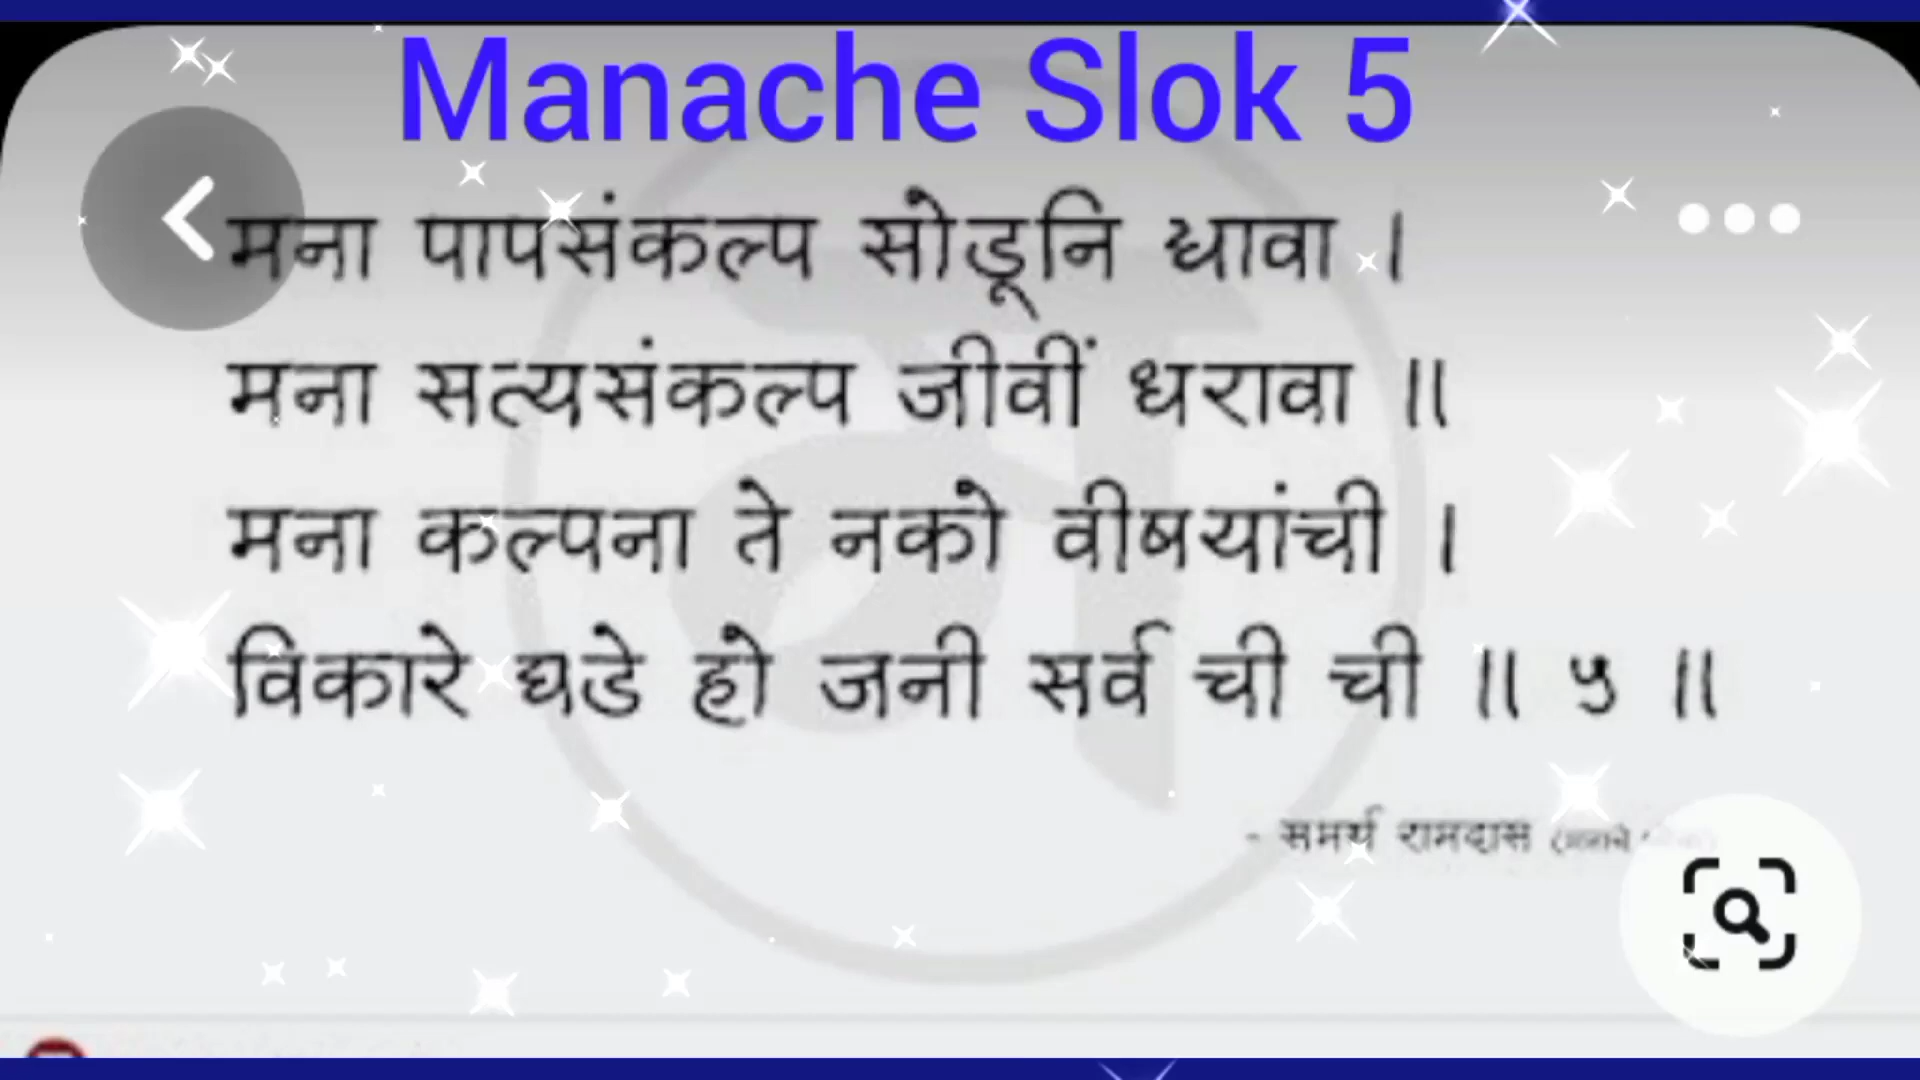 Manache Slok 5
मना पापसंकल्प सोडूनि द्यावा ।
मना सत्यसंकल्प जीवीं धरावा ॥
मना कल्पना ते नको वीषयांची ।
विकारे घडे हो जनी सर्व ची ची ॥ ५ ॥
- समर्थ रामदास